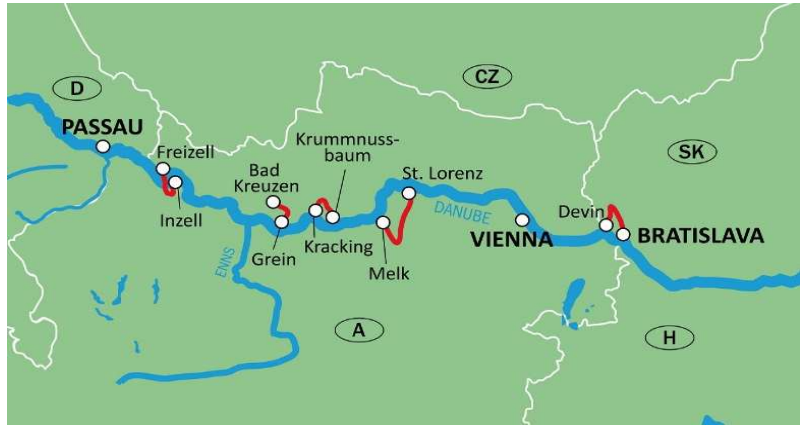 D
CZ
PASSAU
SK
Freizell
Krummnuss-
baum
Bad
Kreuzen
St. Lorenz
Inzell
DANUBE
Devin
VIENNA
BRATISLAVA
Grein
Kracking
Melk
ENNS
A
H